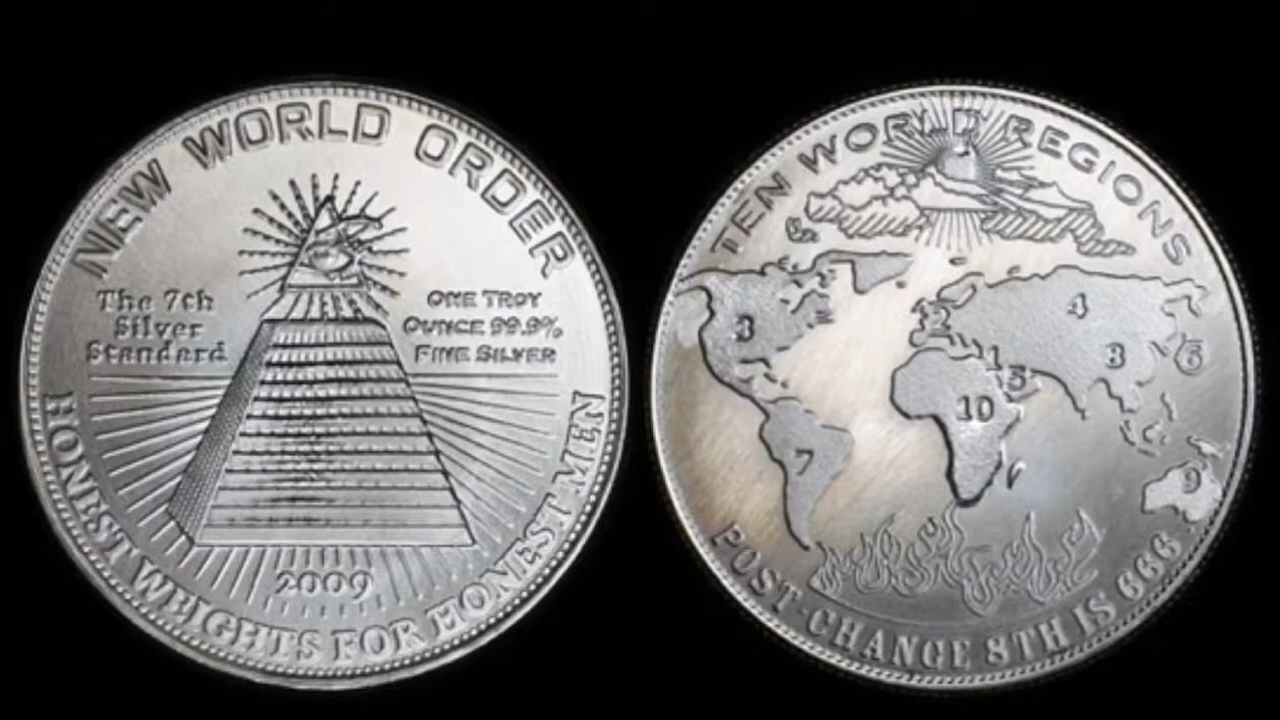 NEW WORLD ORDER
The 7th
Silver
Standard
ONE TROY
OUNCE 99.9%
FINE SILVER
2009
HONEST WEIGHTS FOR HONEST MEN
TEN WORLD REGIONS
4
3
2
8
6
1
5
10
7
9
POST-CHANGE 8TH IS 666